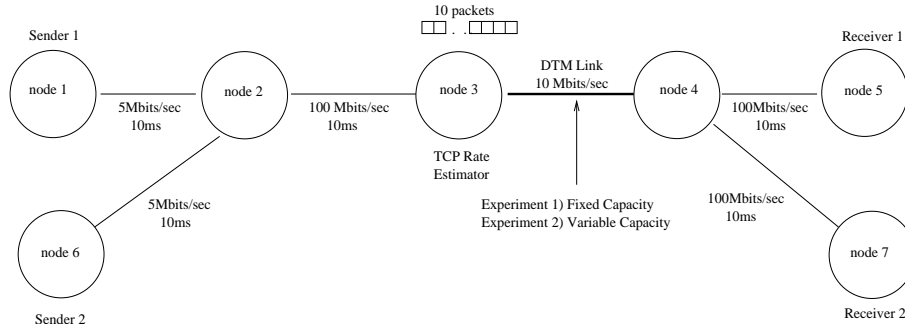 10 packets
Sender 1
Receiver 1
DTM Link
10 Mbits/sec
node 1
node 2
node 3
node 4
node 5
5Mbits/sec
10ms
100 Mbits/sec
10ms
100Mbits/sec
10ms
TCP Rate
Estimator
5Mbits/sec
10ms
Experiment 1) Fixed Capacity
Experiment 2) Variable Capacity
100Mbits/sec
10ms
node 6
node 7
Sender 2
Receiver 2